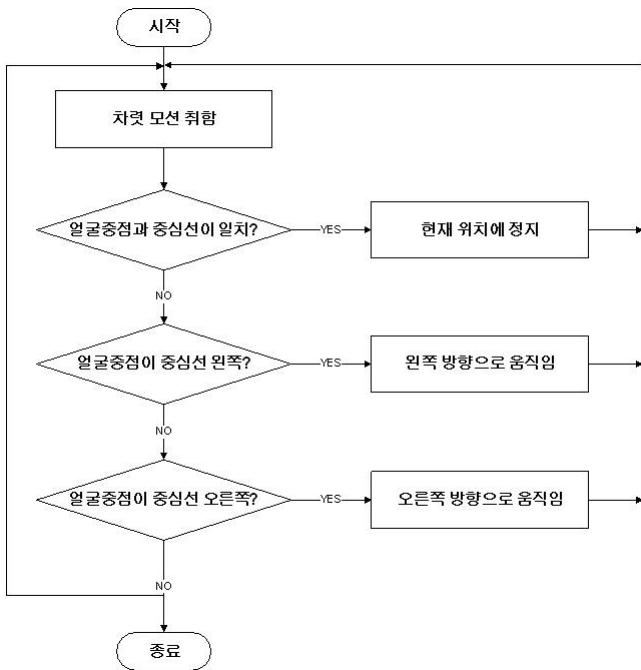 시작
차렷 모션 취함
얼굴중점과 중심선이 일치?
YES
현재 위치에 정지
NO
얼굴중점이 중심선 왼쪽?
YES
왼쪽 방향으로 움직임
NO
얼굴중점이 중심선 오른쪽?
YES
오른쪽 방향으로 움직임
NO
종료